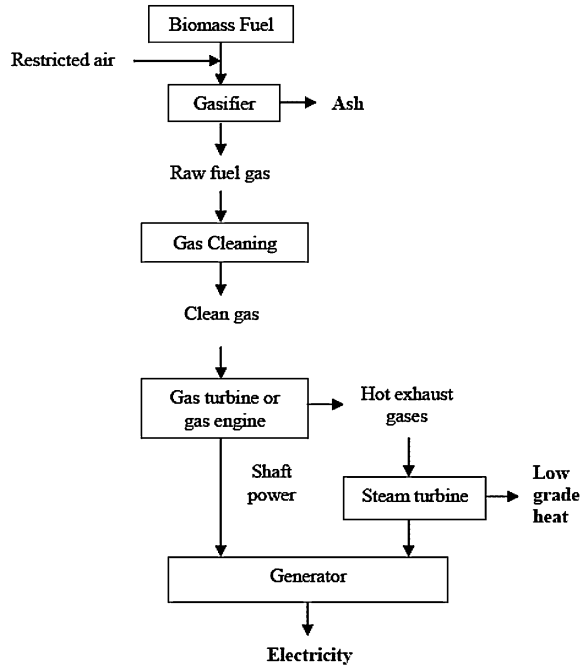 Biomass Fuel
Restricted air
Gasifier
Ash
Raw fuel gas
Gas Cleaning
Clean gas
Gas turbine or
gas engine
Hot exhaust
gases
Shaft
power
Steam turbine
Low
grade
heat
Generator
Electricity